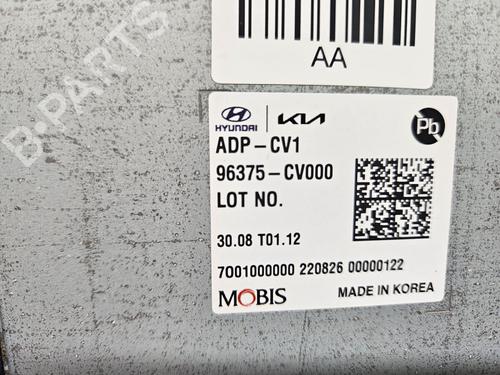 AA
HYUNDAI KIA Pb
ADP-CV1
96375-CV000
LOT NO.
30.08 T01.12
7001000000 220826 00000122
MOBIS MADE IN KOREA
B-PARTS